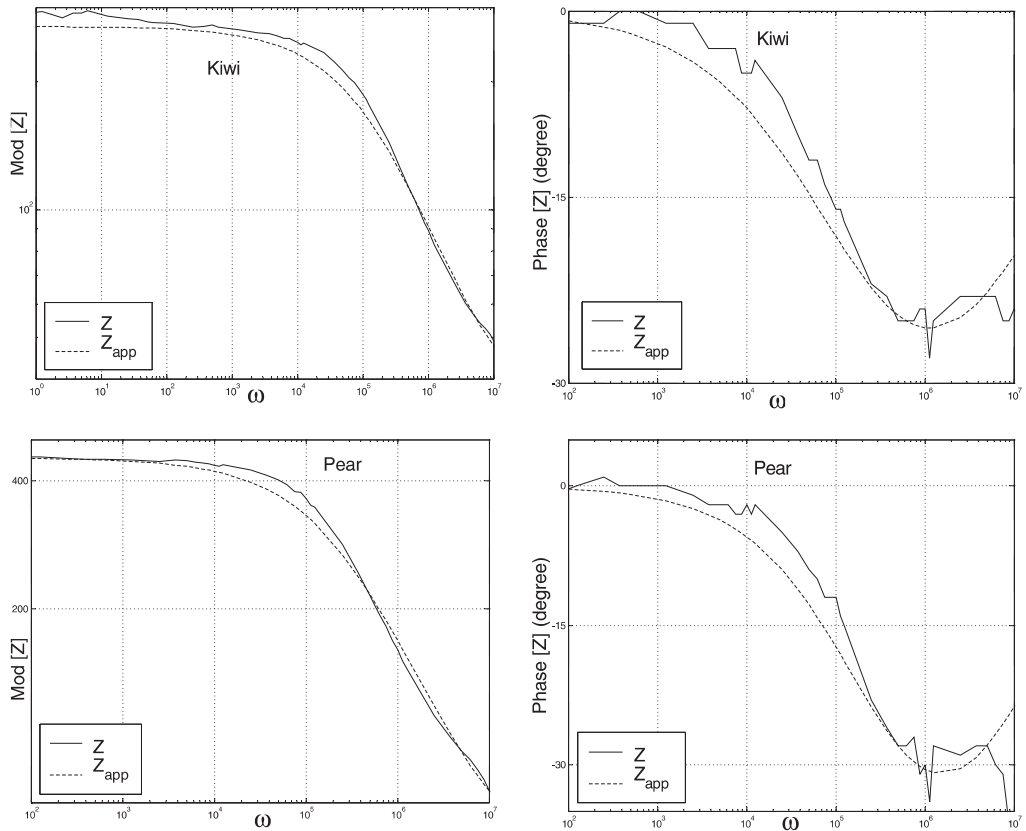 Kiwi
Mod [Z]
10²
Z
Z_app
10⁰ 10¹ 10² 10³ 10⁴ 10⁵ 10⁶ 10⁷
ω
Kiwi
Phase [Z] (degree)
0
-15
-30
Z
Z_app
10² 10³ 10⁴ 10⁵ 10⁶ 10⁷
ω
Pear
Mod [Z]
400
200
Z
Z_app
10² 10³ 10⁴ 10⁵ 10⁶ 10⁷
ω
Pear
Phase [Z] (degree)
0
-15
-30
Z
Z_app
10² 10³ 10⁴ 10⁵ 10⁶ 10⁷
ω